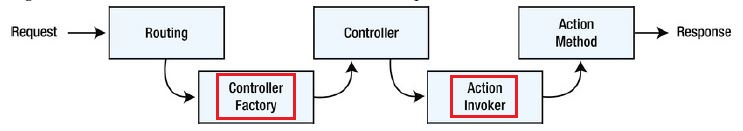 Request
Routing
Controller
Factory
Controller
Action
Invoker
Action
Method
Response